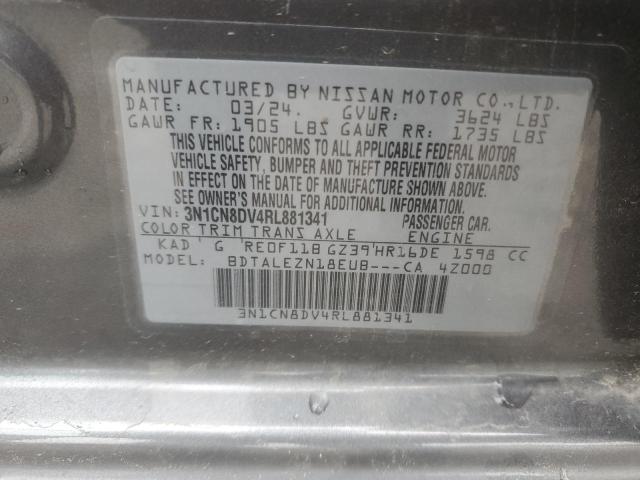 MANUFACTURED BY NISSAN MOTOR CO., LTD.
DATE: 03/24. GVWR: 3624 LBS
GAWR FR: 1905 LBS GAWR RR: 1735 LBS
THIS VEHICLE CONFORMS TO ALL APPLICABLE FEDERAL MOTOR
VEHICLE SAFETY, BUMPER AND THEFT PREVENTION STANDARDS
IN EFFECT ON THE DATE OF MANUFACTURE SHOWN ABOVE.
SEE OWNER'S MANUAL FOR ADDITIONAL INFORMATION
VIN: 3N1CN8DV4RL881341 PASSENGER CAR.
COLOR TRIM TRANS AXLE ENGINE
KAD G RE0F11B GZ39 HR16DE 1598 CC
MODEL: BDTALEZN18EUB---CA 4Z000
3N1CN8DV4RL881341